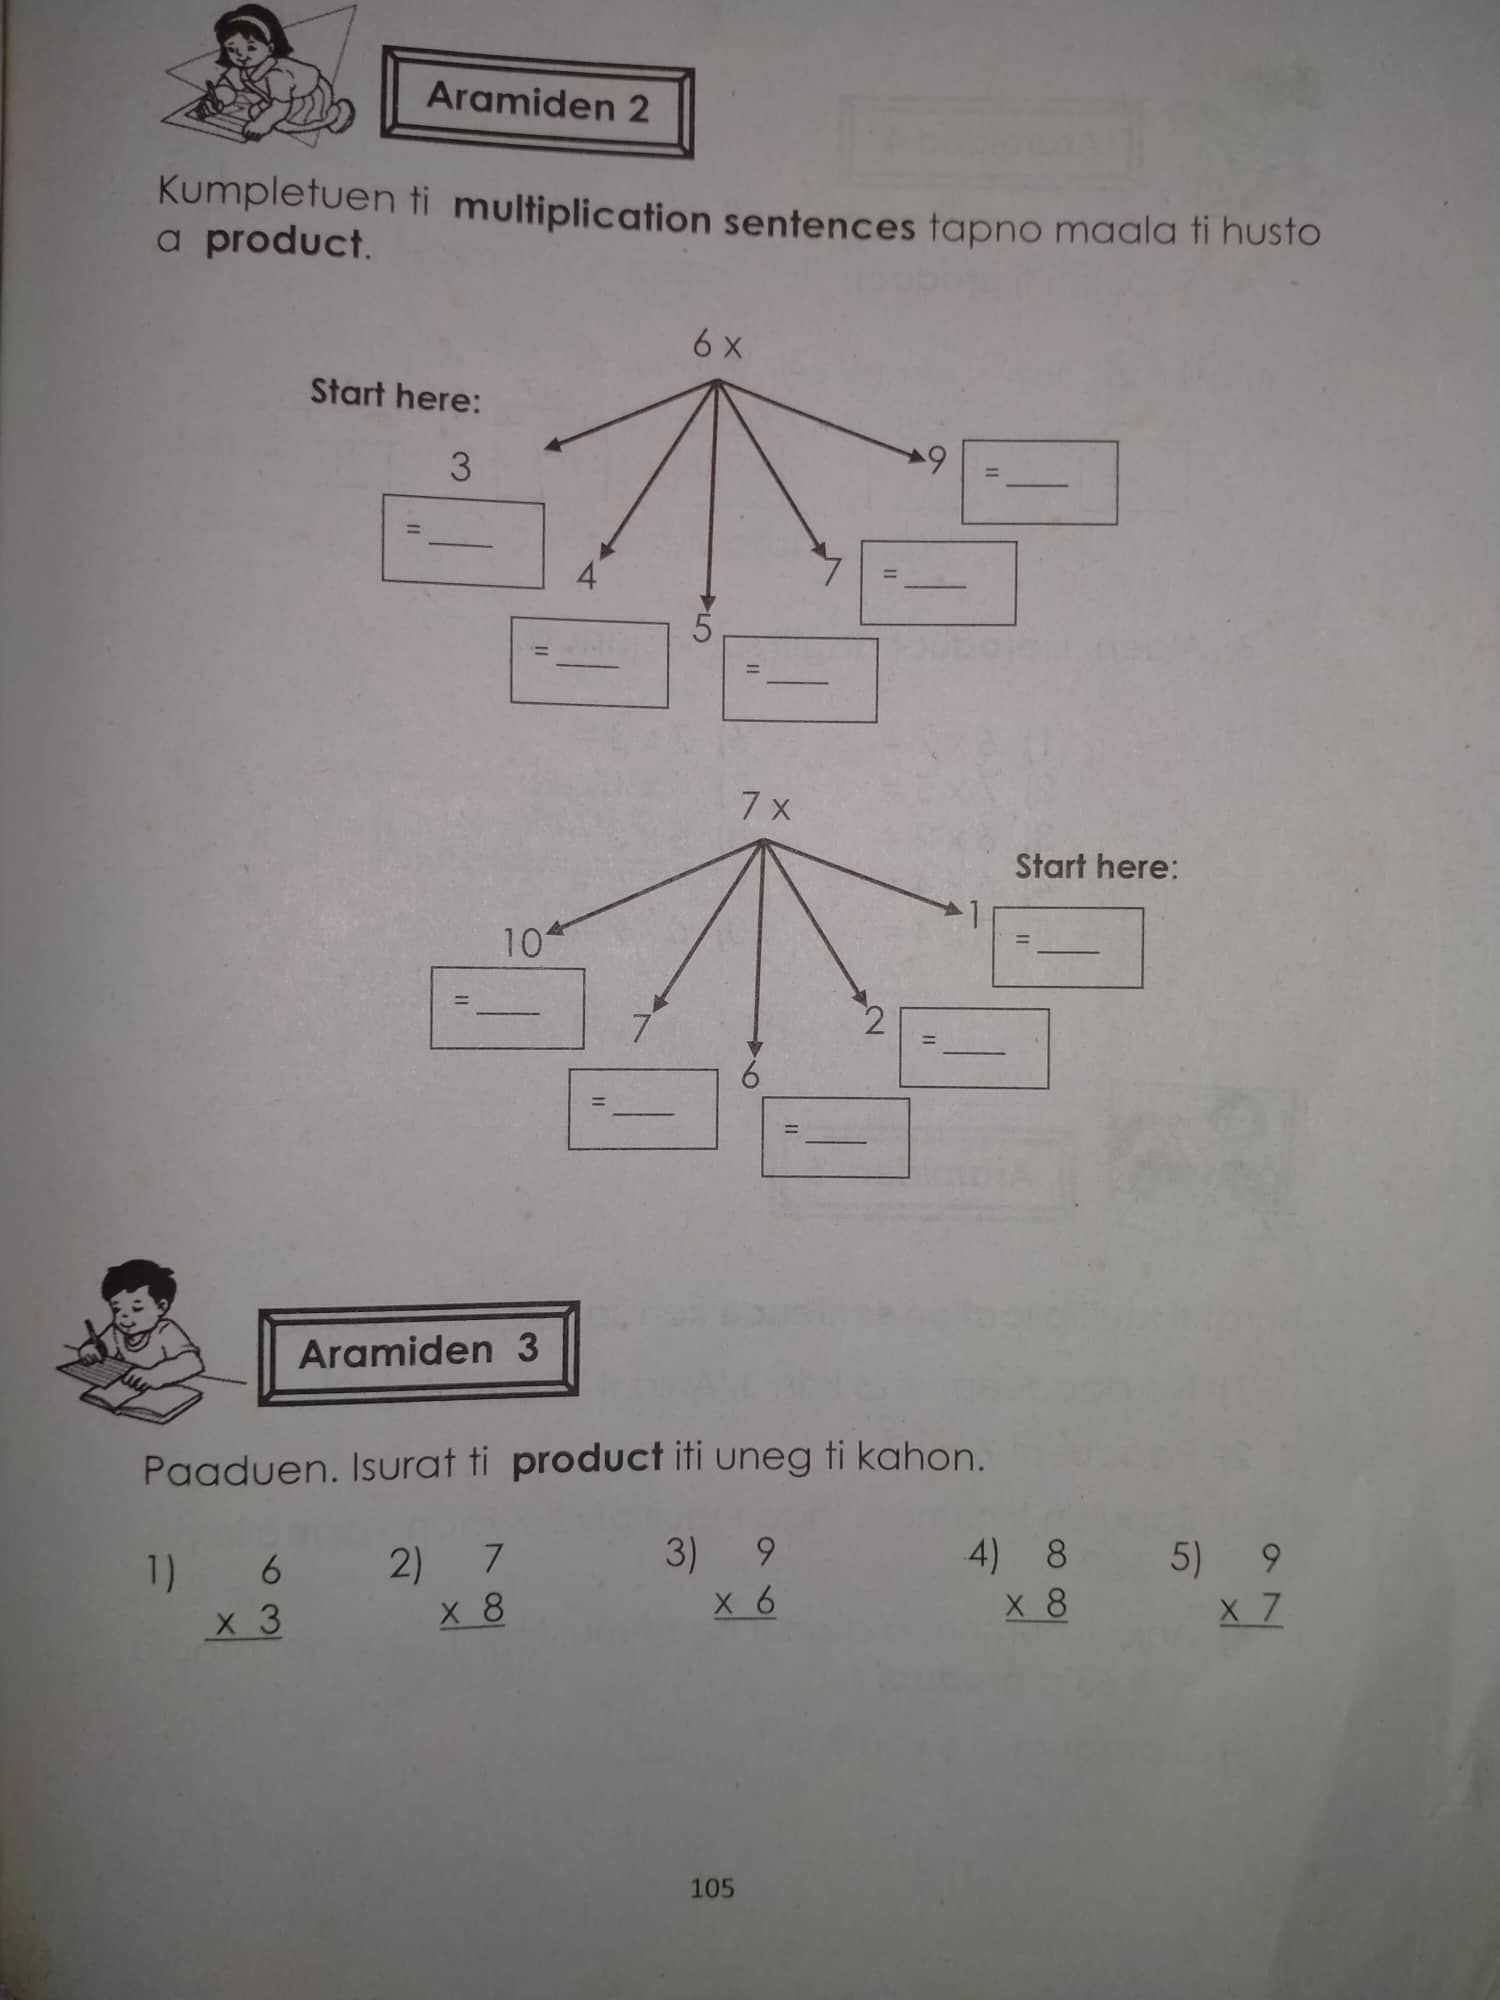 Aramiden 2
Kumpletuen ti multiplication sentences tapno maala ti husto
a product.
6 x
Start here:
3
= ____
4
= ____
5
= ____
7
= ____
9
= ____
7 x
Start here:
1
= ____
2
= ____
6
= ____
7
= ____
10
= ____
Aramiden 3
Paaduen. Isurat ti product iti uneg ti kahon.
1) 6
x 3
2) 7
x 8
3) 9
x 6
4) 8
x 8
5) 9
x 7
105